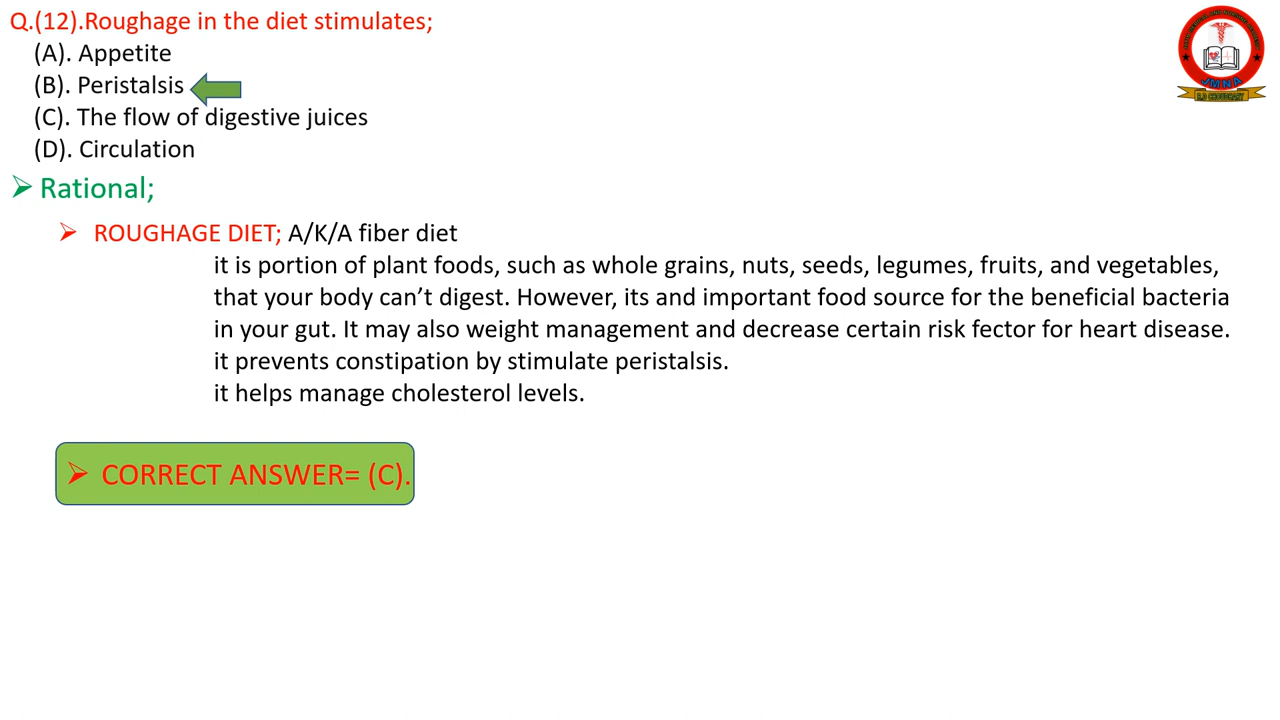 Q.(12).Roughage in the diet stimulates;
(A). Appetite
(B). Peristalsis
(C). The flow of digestive juices
(D). Circulation
Rational;
ROUGHAGE DIET; A/K/A fiber diet
it is portion of plant foods, such as whole grains, nuts, seeds, legumes, fruits, and vegetables,
that your body can’t digest. However, its and important food source for the beneficial bacteria
in your gut. It may also weight management and decrease certain risk fector for heart disease.
it prevents constipation by stimulate peristalsis.
it helps manage cholesterol levels.
CORRECT ANSWER= (C).
JMNA